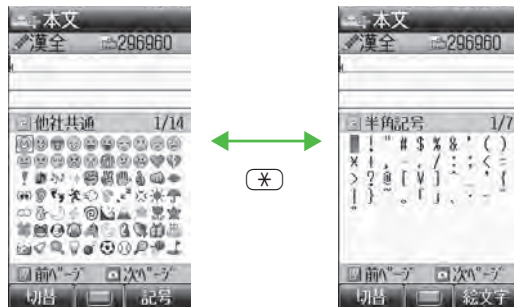 本文
漢全 296960
他社共通 1/14
前ページ 次ページ
切替 記号
本文
漢全 296960
半角記号 1/7
! " # $ % & ' ( )
* + , - . / : ; < =
> ? @ [ ¥ ] ^ _ ` {
| } ~ 。 「 」 、 ・ ー
前ページ 次ページ
切替 絵文字